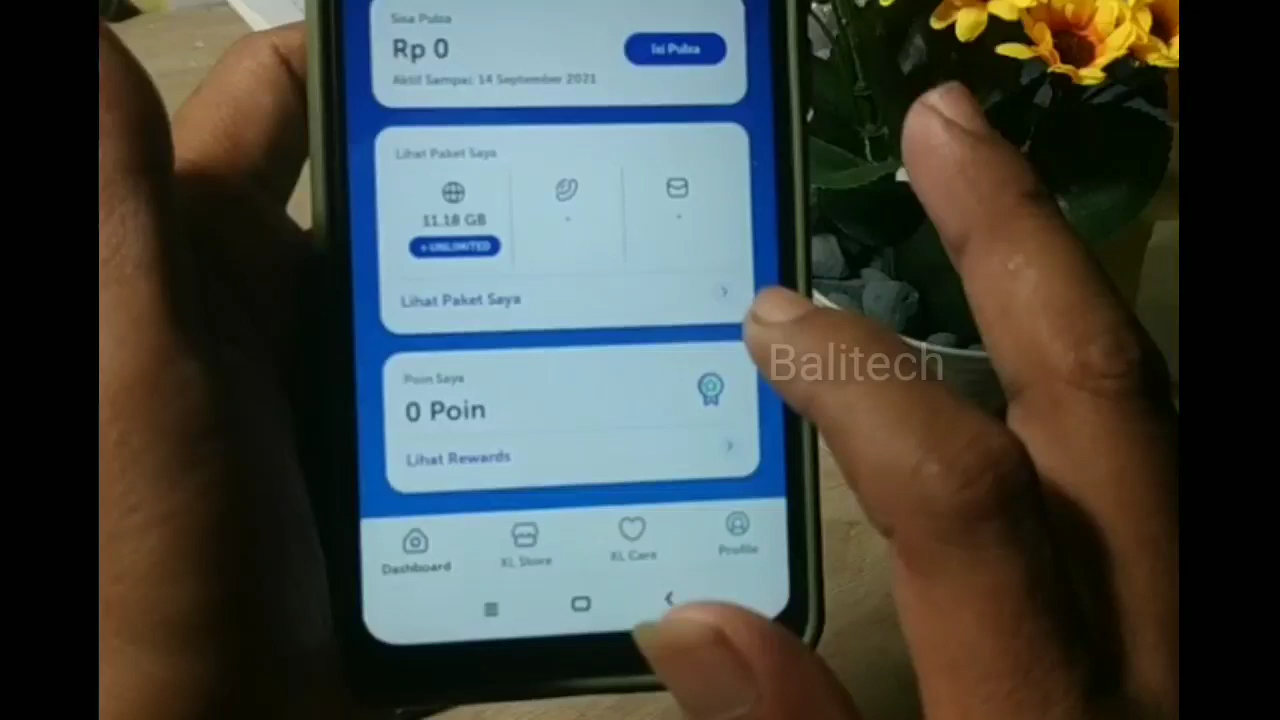 Sisa Pulsa
Rp 0
Isi Pulsa
Aktif Sampai 14 September 2021
Lihat Paket Saya
11.18 GB
+ UNLIMITED
Lihat Paket Saya
Poin Saya
0 Poin
Lihat Rewards
Dashboard
XL Store
XL Care
Profile
Balitech